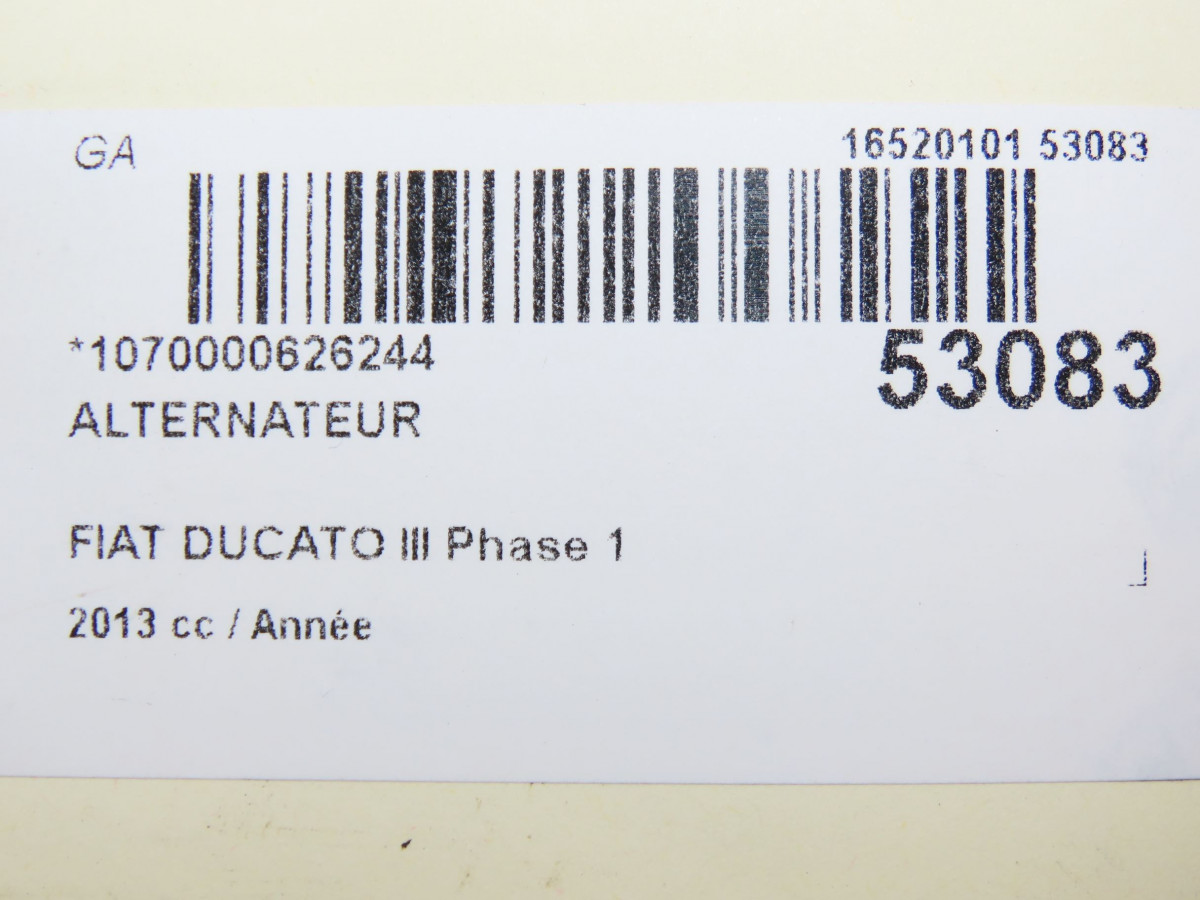 GA
16520101 53083
*1070000626244
53083
ALTERNATEUR
FIAT DUCATO III Phase 1
2013 cc / Année